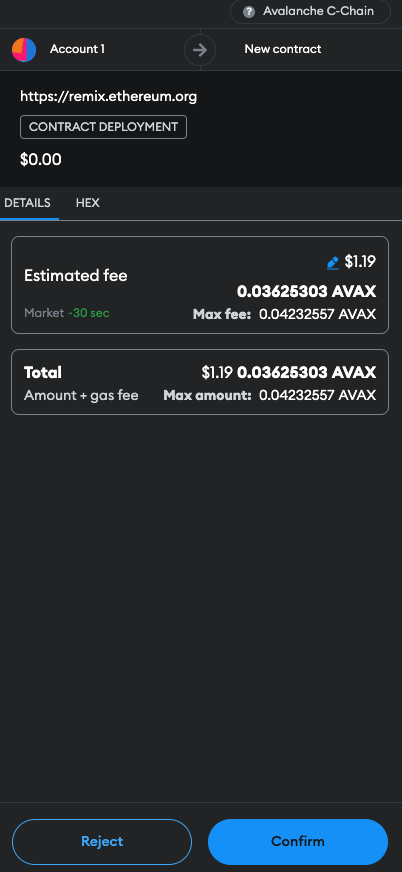 Avalanche C-Chain
Account 1
New contract
https://remix.ethereum.org
CONTRACT DEPLOYMENT
$0.00
DETAILS HEX
$1.19
Estimated fee
0.03625303 AVAX
Market ~30 sec Max fee: 0.04232557 AVAX
Total $1.19 0.03625303 AVAX
Amount + gas fee Max amount: 0.04232557 AVAX
Reject Confirm